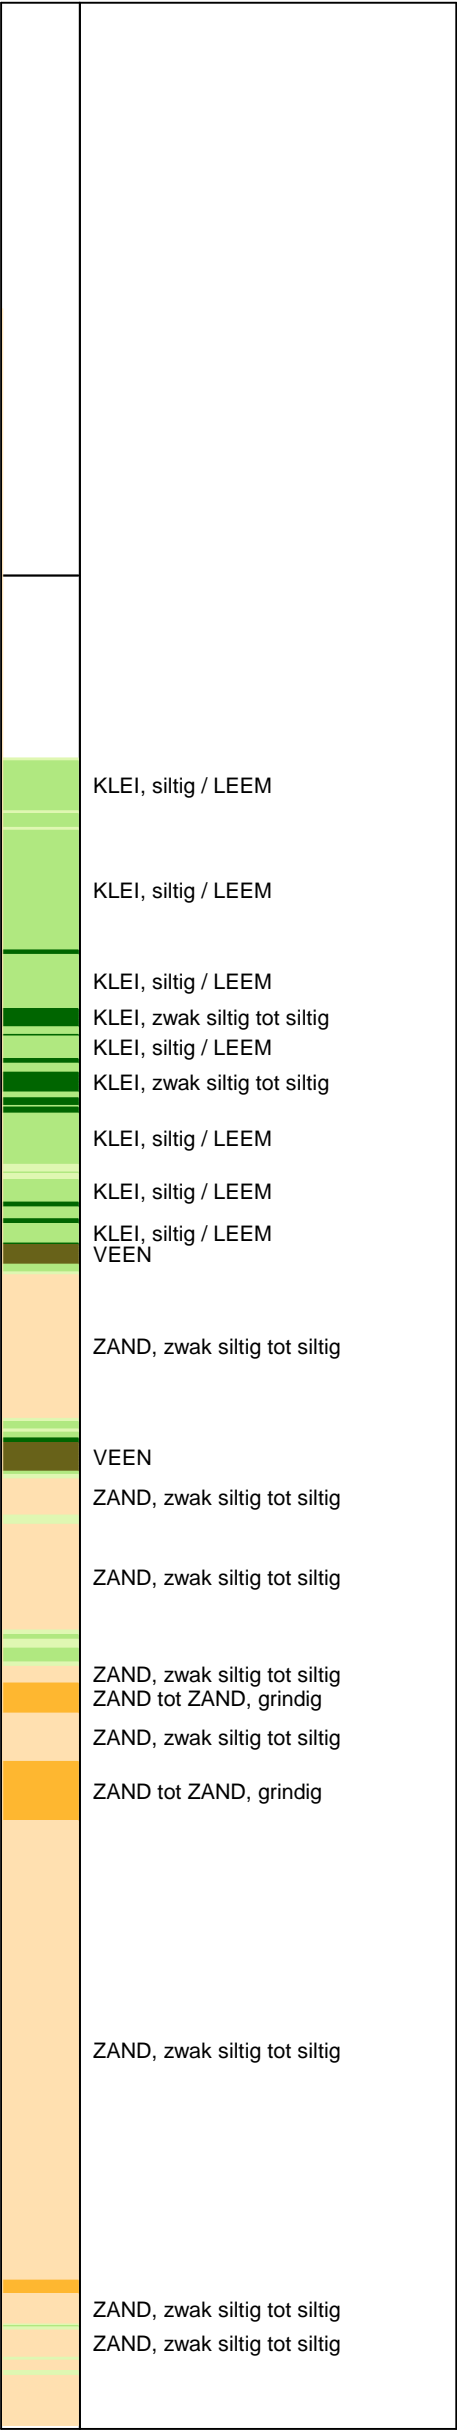 KLEI, siltig / LEEM
KLEI, siltig / LEEM
KLEI, siltig / LEEM
KLEI, zwak siltig tot siltig
KLEI, siltig / LEEM
KLEI, zwak siltig tot siltig
KLEI, siltig / LEEM
KLEI, siltig / LEEM
KLEI, siltig / LEEM
VEEN
ZAND, zwak siltig tot siltig
VEEN
ZAND, zwak siltig tot siltig
ZAND, zwak siltig tot siltig
ZAND, zwak siltig tot siltig
ZAND tot ZAND, grindig
ZAND, zwak siltig tot siltig
ZAND tot ZAND, grindig
ZAND, zwak siltig tot siltig
ZAND, zwak siltig tot siltig
ZAND, zwak siltig tot siltig